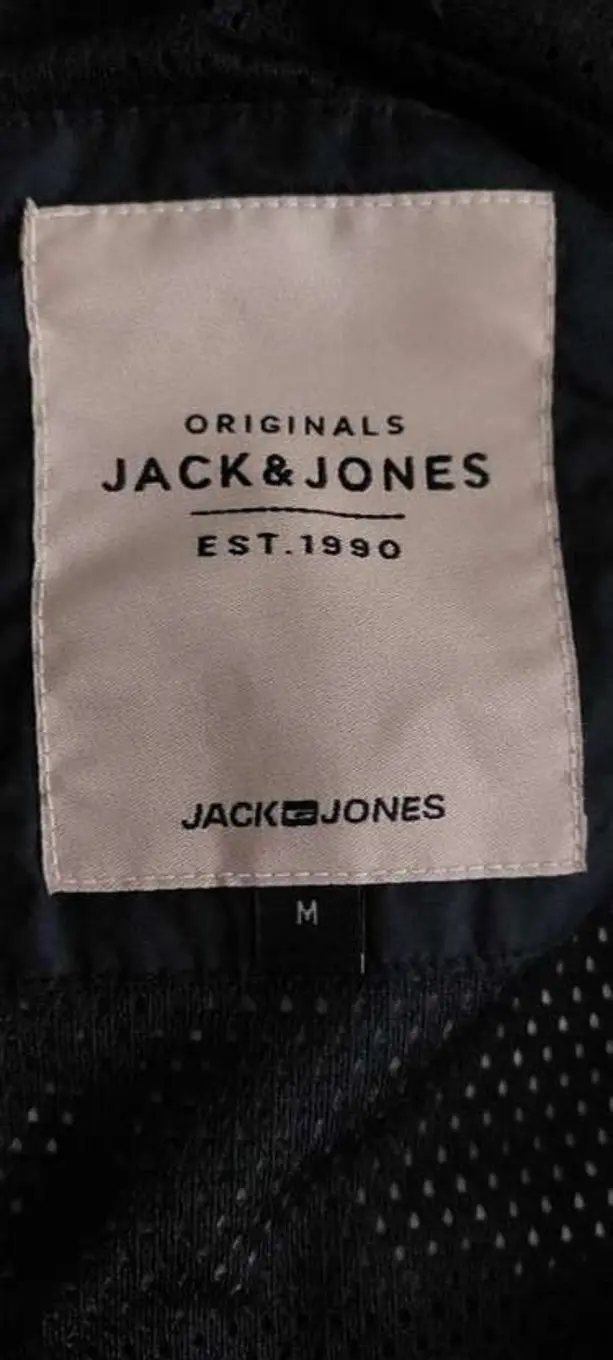 ORIGINALS
JACK&JONES
EST.1990
JACK JONES
M